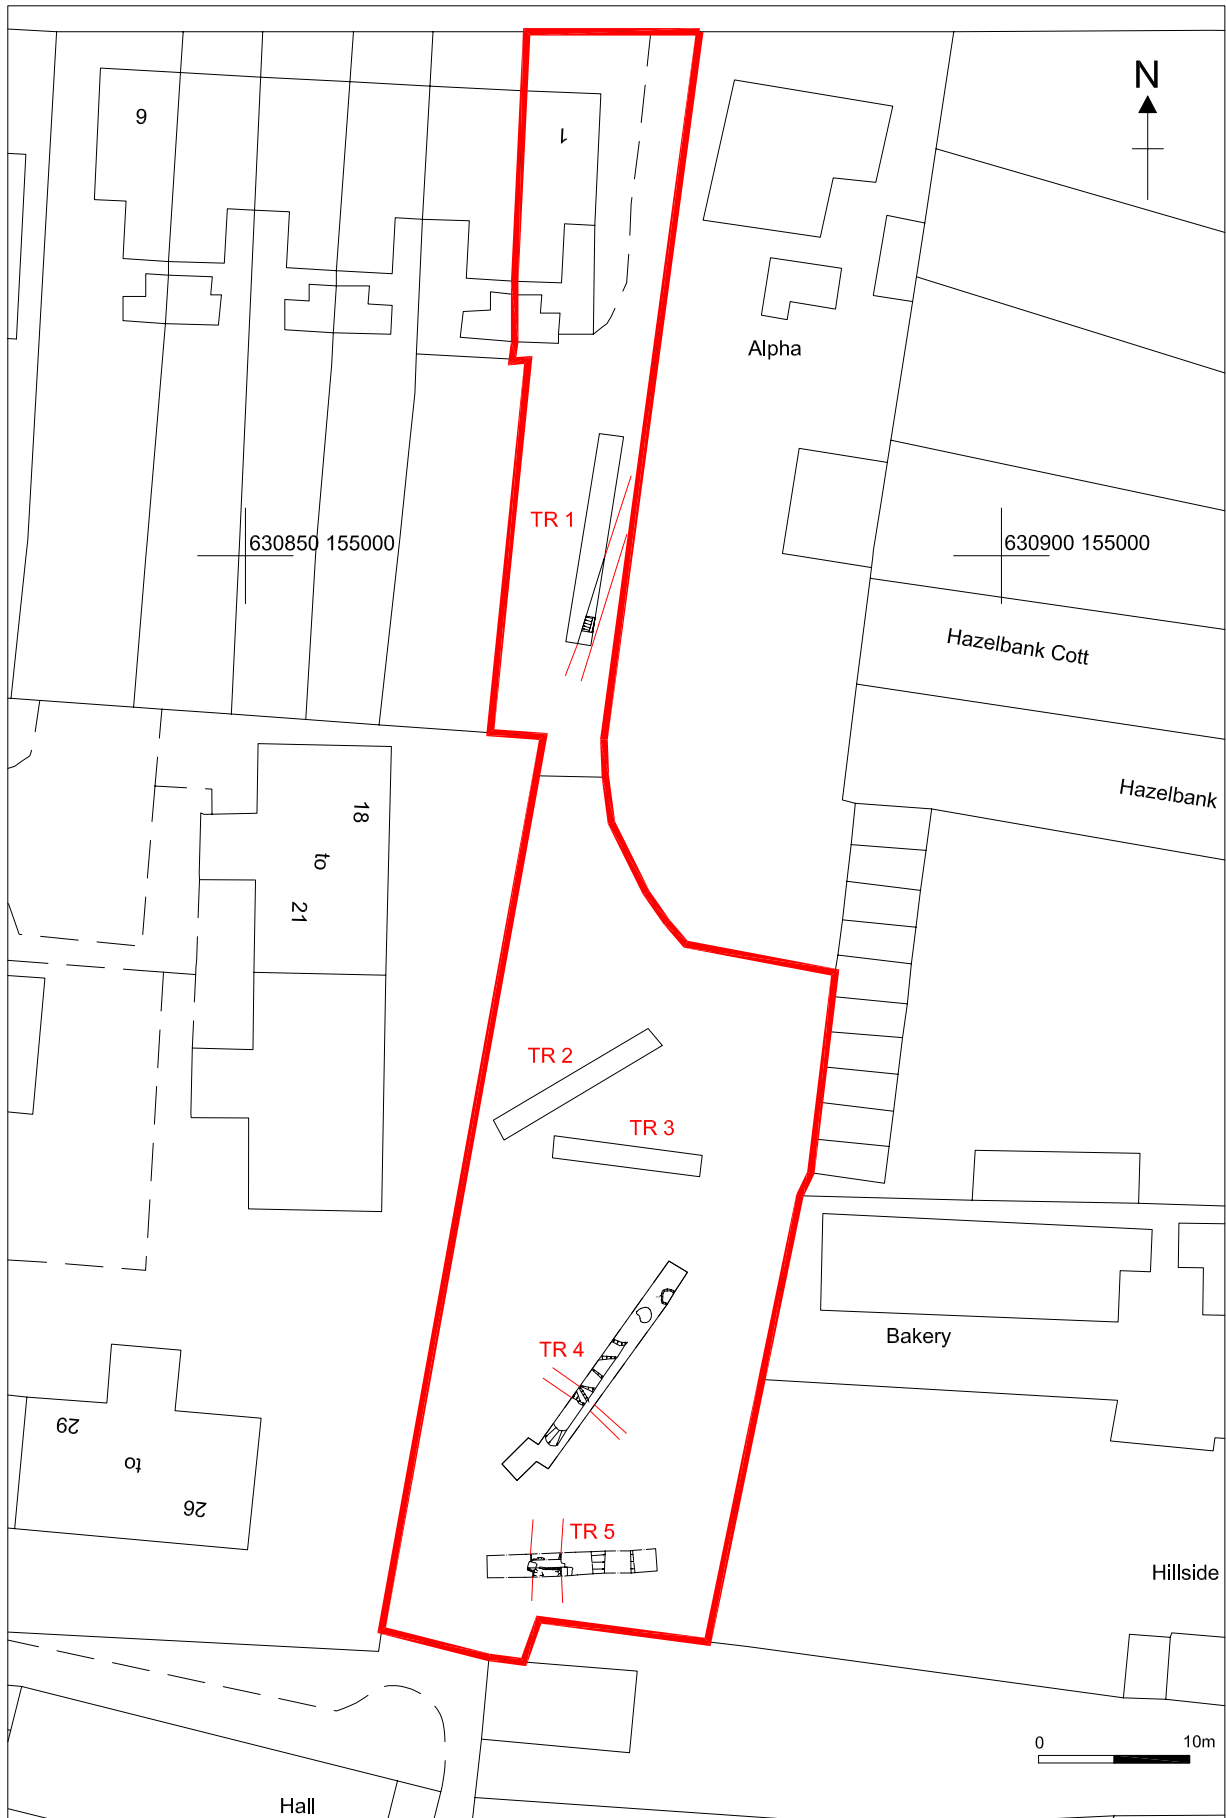 N
6
1
Alpha
TR 1
630850 155000
630900 155000
Hazelbank Cott
Hazelbank
18
to
21
TR 2
TR 3
TR 4
Bakery
29
to
26
TR 5
Hillside
0 10m
Hall